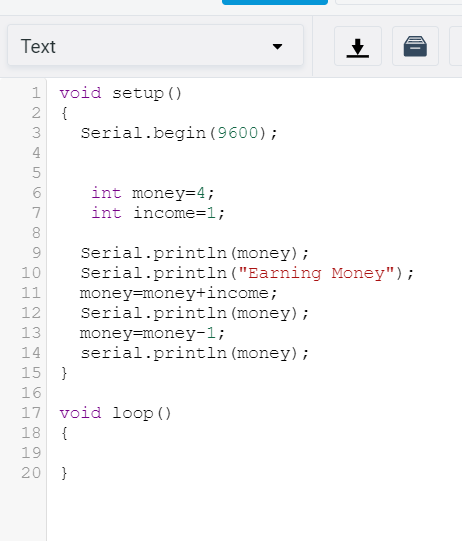 Text
1 void setup()
2 {
3   Serial.begin(9600);
4
5
6    int money=4;
7    int income=1;
8
9   Serial.println(money);
10   Serial.println("Earning Money");
11   money=money+income;
12   Serial.println(money);
13   money=money-1;
14   serial.println(money);
15 }
16
17 void loop()
18 {
19
20 }